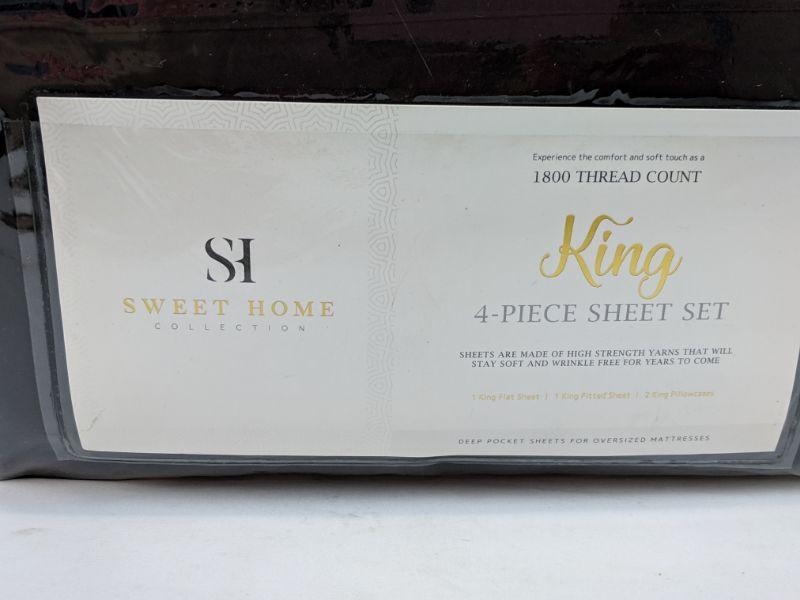 SH
SWEET HOME
COLLECTION
Experience the comfort and soft touch as a
1800 THREAD COUNT
King
4-PIECE SHEET SET
SHEETS ARE MADE OF HIGH STRENGTH YARNS THAT WILL
STAY SOFT AND WRINKLE FREE FOR YEARS TO COME
1 King Flat Sheet | 1 King Fitted Sheet | 2 King Pillowcases
DEEP POCKET SHEETS FOR OVERSIZED MATTRESSES